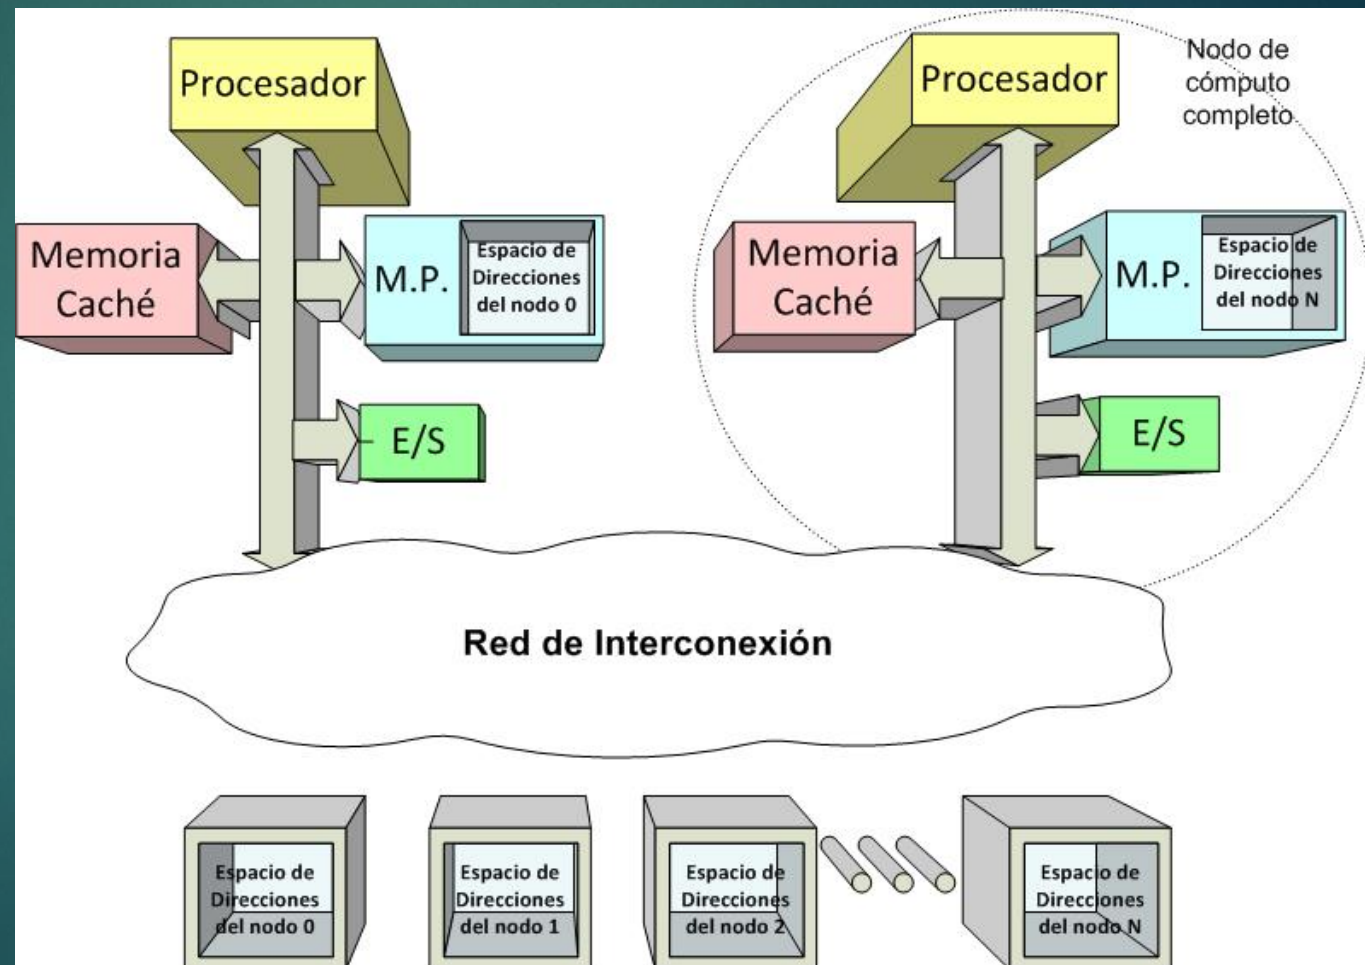 Procesador
Memoria
Caché
M.P.
Espacio de
Direcciones
del nodo 0
E/S
Procesador
Nodo de
cómputo
completo
Memoria
Caché
M.P.
Espacio de
Direcciones
del nodo N
E/S
Red de Interconexión
Espacio de
Direcciones
del nodo 0
Espacio de
Direcciones
del nodo 1
Espacio de
Direcciones
del nodo 2
Espacio de
Direcciones
del nodo N